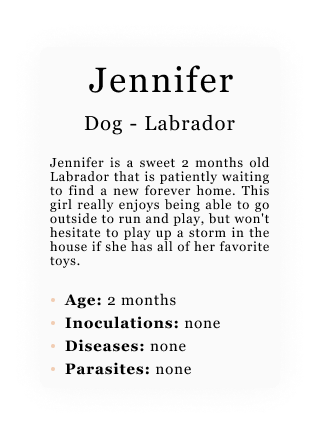 Jennifer
Dog - Labrador
Jennifer is a sweet 2 months old
Labrador that is patiently waiting
to find a new forever home. This
girl really enjoys being able to go
outside to run and play, but won't
hesitate to play up a storm in the
house if she has all of her favorite
toys.
• Age: 2 months
• Inoculations: none
• Diseases: none
• Parasites: none